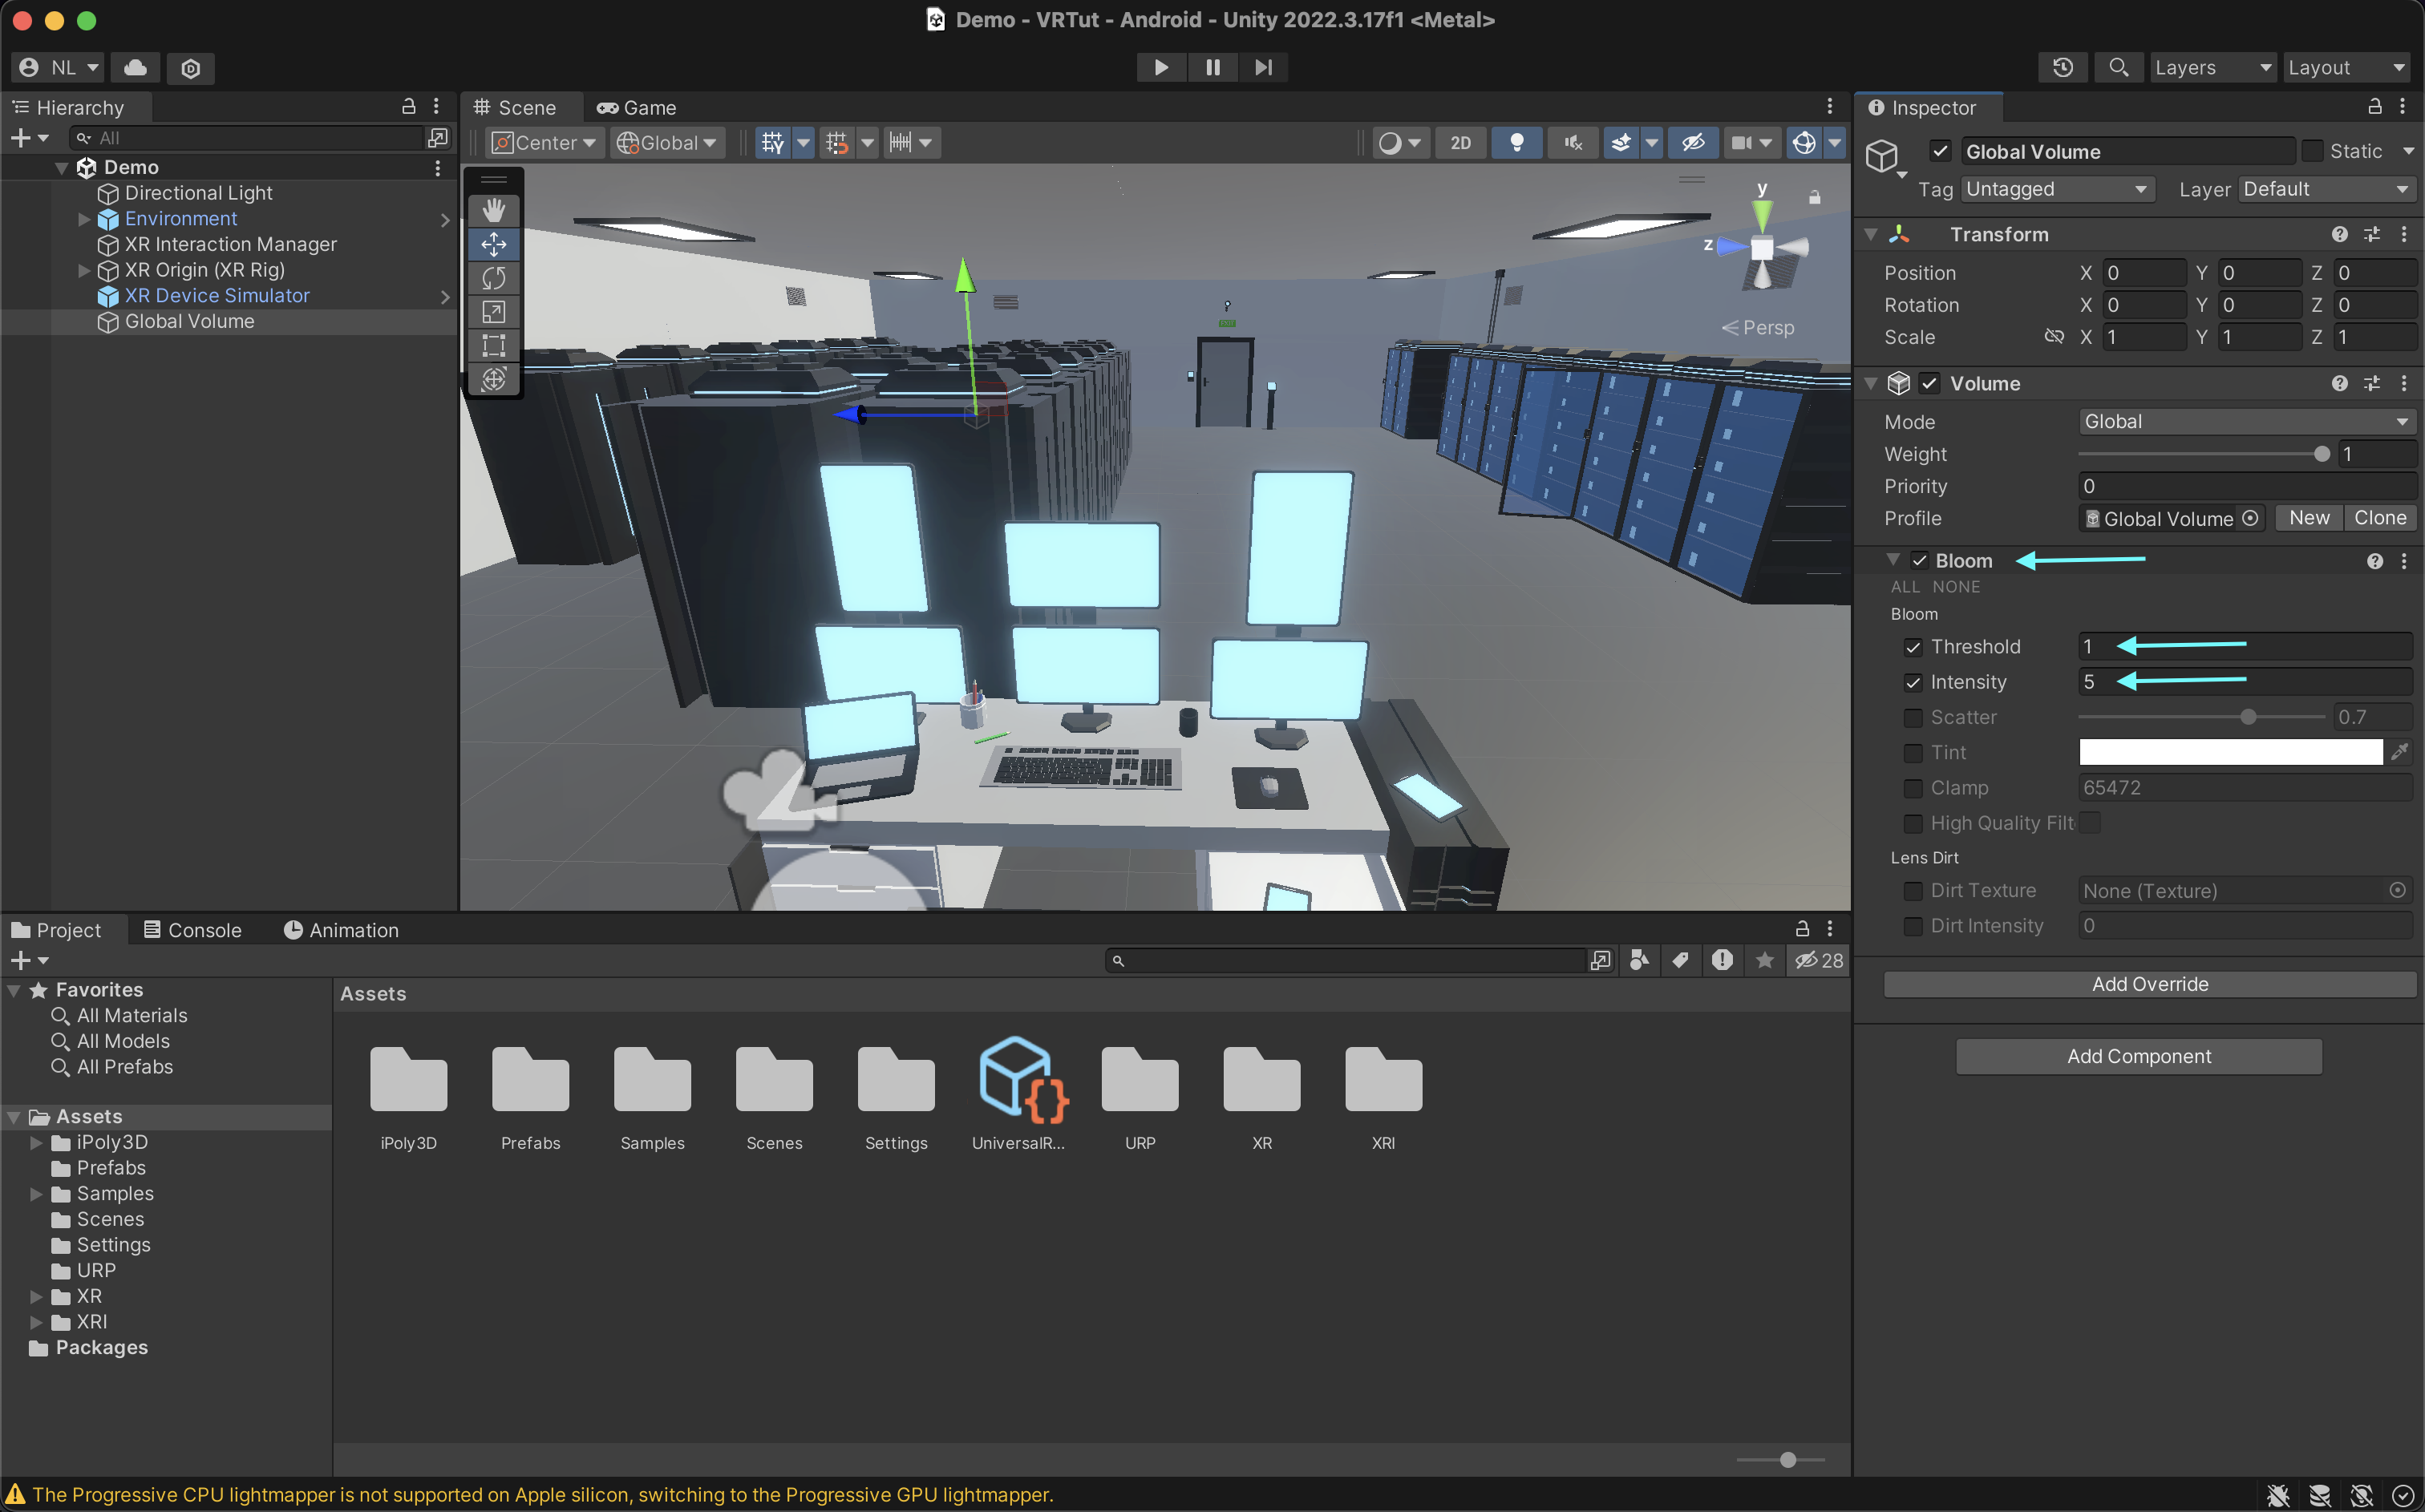 Demo - VRTut - Android - Unity 2022.3.17f1 <Metal>
NL
Layers
Layout
Hierarchy
All
Demo
Directional Light
Environment
XR Interaction Manager
XR Origin (XR Rig)
XR Device Simulator
Global Volume
Scene
Game
Center
Global
2D
y
z
Persp
EXIT
Inspector
Global Volume
Static
Tag
Untagged
Layer
Default
Transform
Position X 0 Y 0 Z 0
Rotation X 0 Y 0 Z 0
Scale X 1 Y 1 Z 1
Volume
Mode Global
Weight 1
Priority 0
Profile Global Volume New Clone
Bloom
ALL NONE
Bloom
Threshold 1
Intensity 5
Scatter 0.7
Tint
Clamp 65472
High Quality Filt
Lens Dirt
Dirt Texture None (Texture)
Dirt Intensity 0
Add Override
Add Component
Project
Console
Animation
28
Favorites
All Materials
All Models
All Prefabs
Assets
iPoly3D
Prefabs
Samples
Scenes
Settings
URP
XR
XRI
Packages
Assets
iPoly3D
Prefabs
Samples
Scenes
Settings
UniversalR...
URP
XR
XRI
The Progressive CPU lightmapper is not supported on Apple silicon, switching to the Progressive GPU lightmapper.